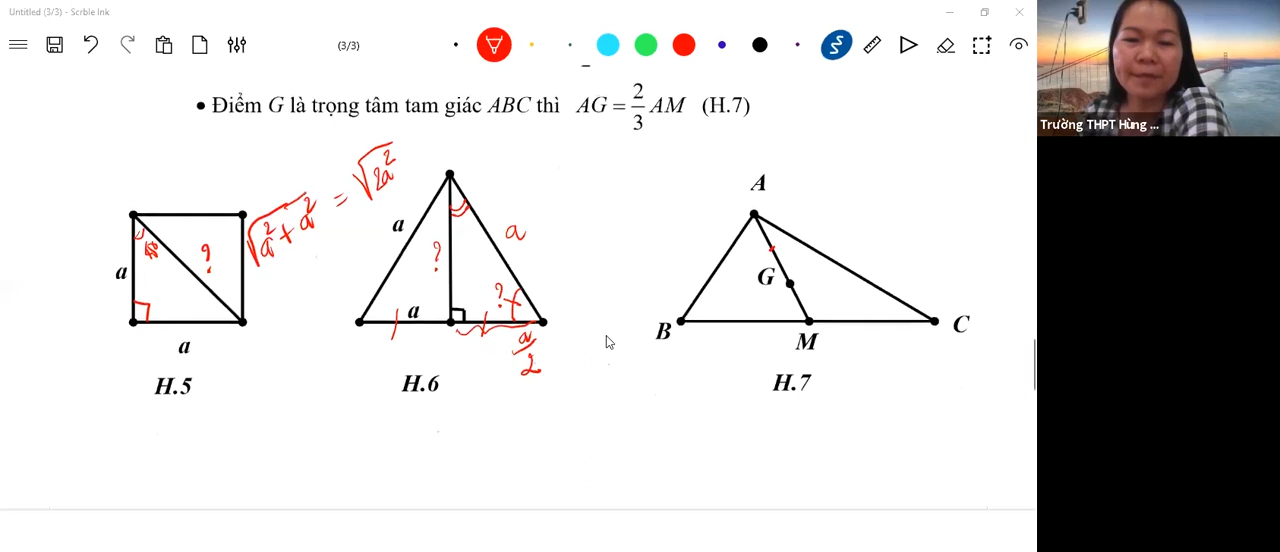 Untitled (3/3) - Scrble Ink
(3/3)
Trường THPT Hùng ...
• Điểm G là trọng tâm tam giác ABC thì AG = 2/3 AM (H.7)
√a²+a² = √2a²
A
a
a
?
?
G
a
?
a
B
M
C
a
a/2
H.5
H.6
H.7